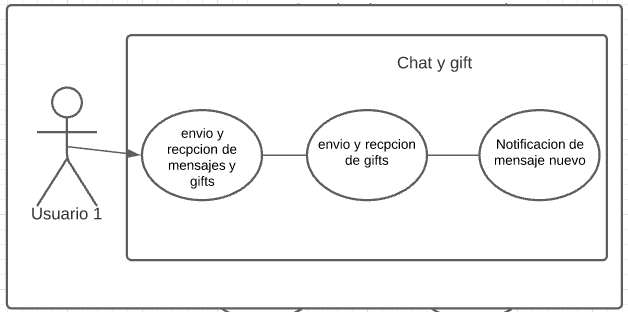 Chat y gift
envio y
recpcion de
mensajes y
gifts
envio y recpcion
de gifts
Notificacion de
mensaje nuevo
Usuario 1